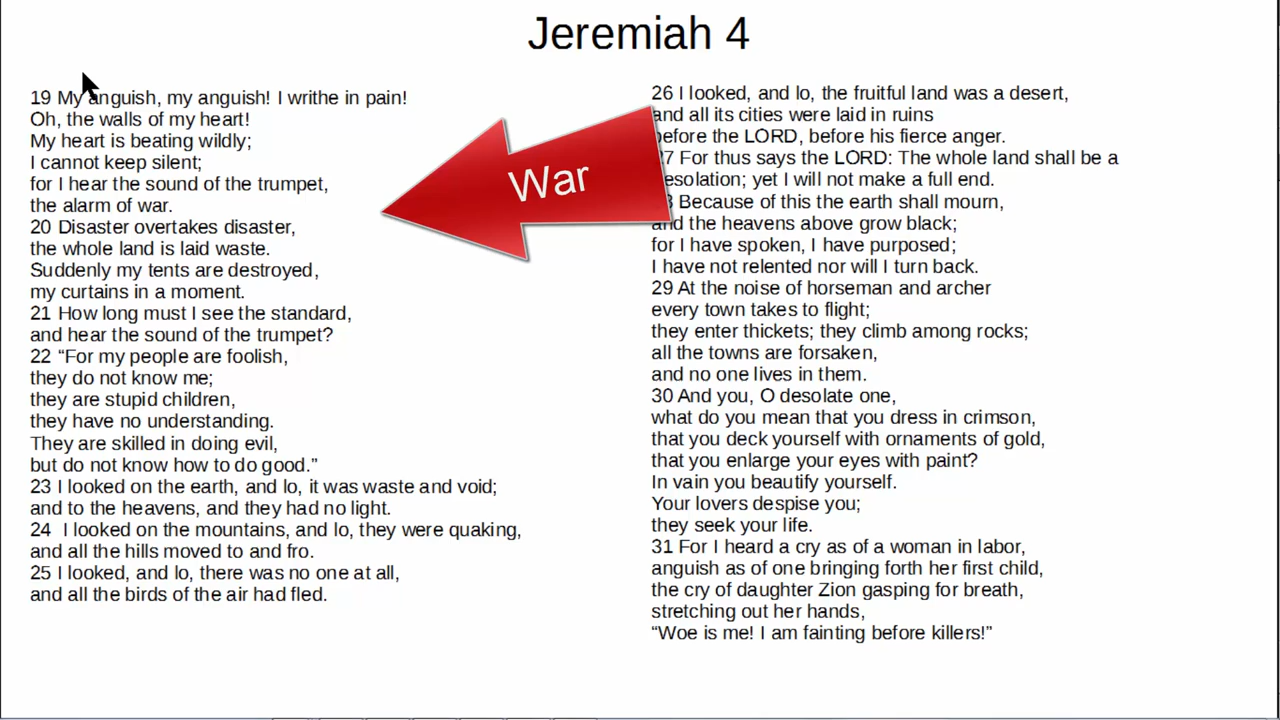 Jeremiah 4
19 My anguish, my anguish! I writhe in pain!
Oh, the walls of my heart!
My heart is beating wildly;
I cannot keep silent;
for I hear the sound of the trumpet,
the alarm of war.
20 Disaster overtakes disaster,
the whole land is laid waste.
Suddenly my tents are destroyed,
my curtains in a moment.
21 How long must I see the standard,
and hear the sound of the trumpet?
22 “For my people are foolish,
they do not know me;
they are stupid children,
they have no understanding.
They are skilled in doing evil,
but do not know how to do good.”
23 I looked on the earth, and lo, it was waste and void;
and to the heavens, and they had no light.
24  I looked on the mountains, and lo, they were quaking,
and all the hills moved to and fro.
25 I looked, and lo, there was no one at all,
and all the birds of the air had fled.
War
26 I looked, and lo, the fruitful land was a desert,
and all its cities were laid in ruins
before the LORD, before his fierce anger.
27 For thus says the LORD: The whole land shall be a
desolation; yet I will not make a full end.
28 Because of this the earth shall mourn,
and the heavens above grow black;
for I have spoken, I have purposed;
I have not relented nor will I turn back.
29 At the noise of horseman and archer
every town takes to flight;
they enter thickets; they climb among rocks;
all the towns are forsaken,
and no one lives in them.
30 And you, O desolate one,
what do you mean that you dress in crimson,
that you deck yourself with ornaments of gold,
that you enlarge your eyes with paint?
In vain you beautify yourself.
Your lovers despise you;
they seek your life.
31 For I heard a cry as of a woman in labor,
anguish as of one bringing forth her first child,
the cry of daughter Zion gasping for breath,
stretching out her hands,
“Woe is me! I am fainting before killers!”